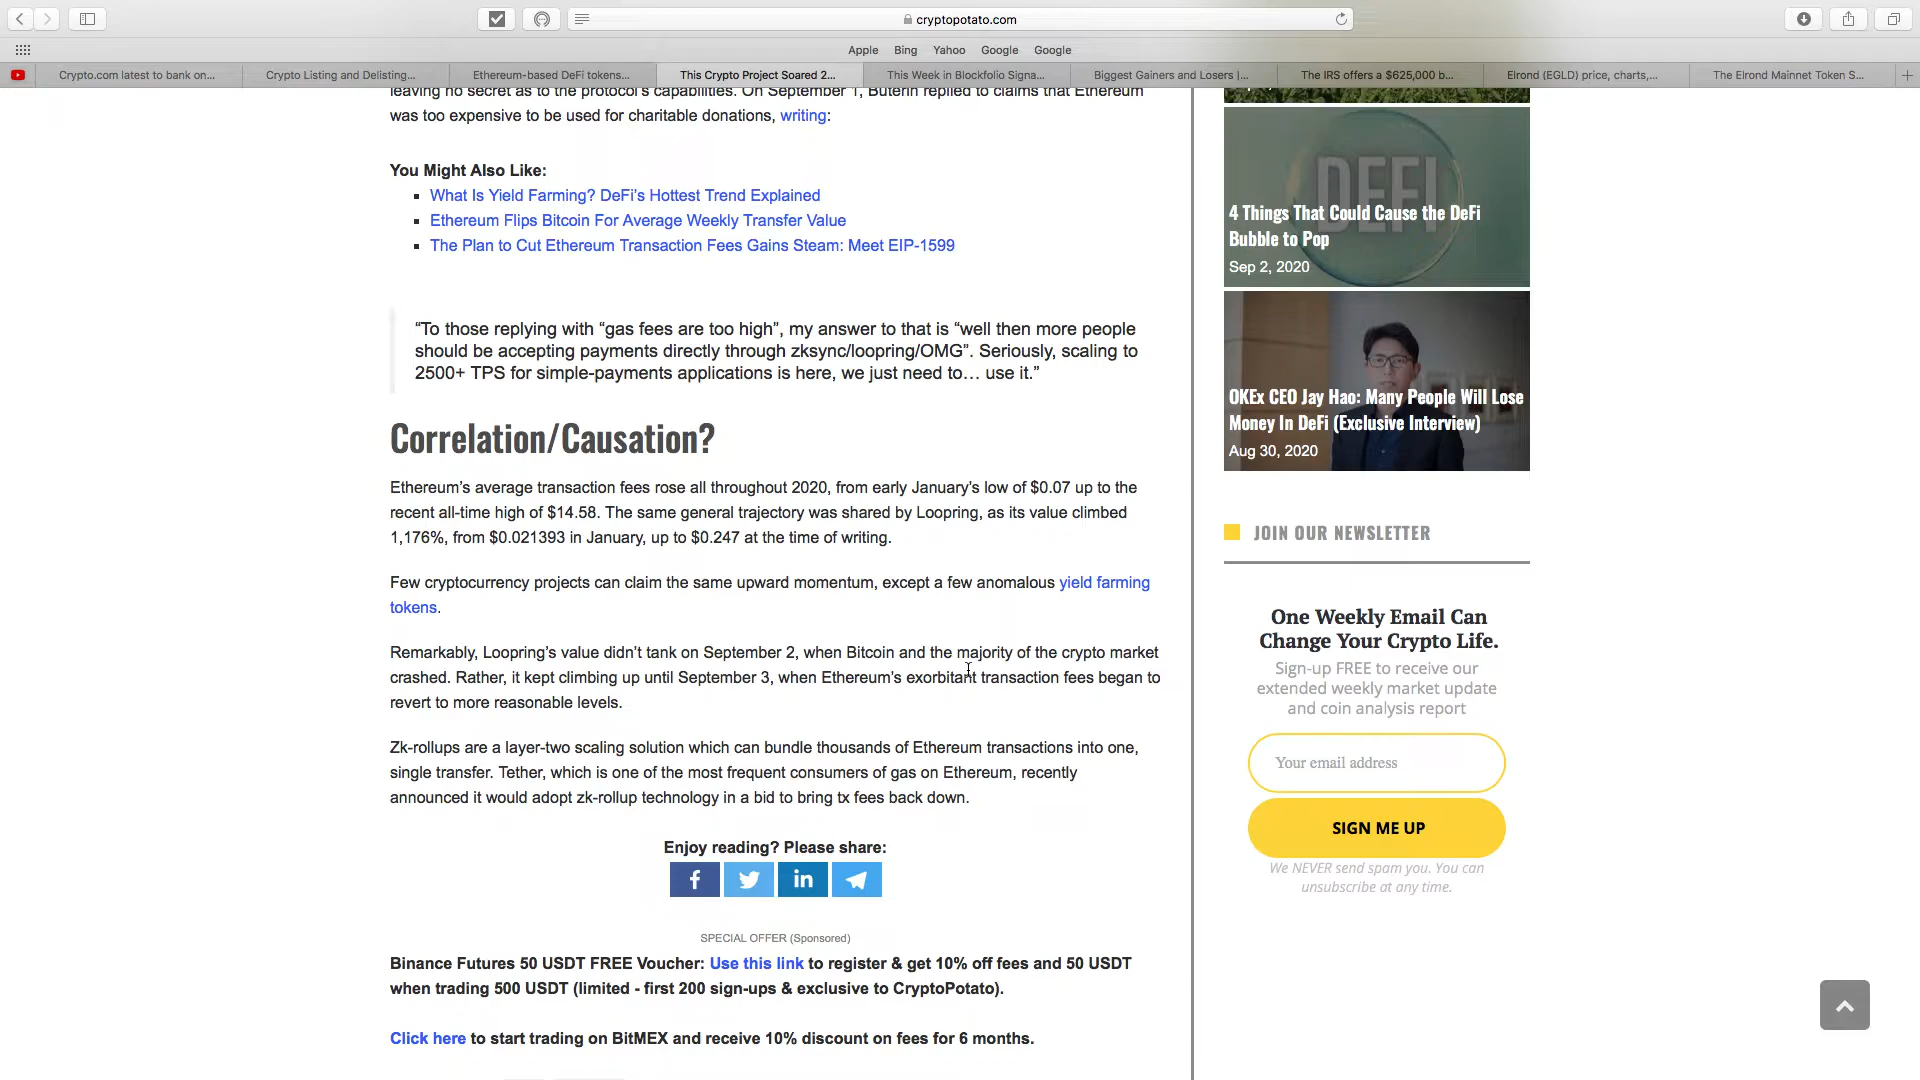 cryptopotato.com
Apple Bing Yahoo Google Google
Crypto.com latest to bank on...
Crypto Listing and Delisting...
Ethereum-based DeFi tokens...
This Crypto Project Soared 2...
This Week in Blockfolio Signa...
Biggest Gainers and Losers |...
The IRS offers a $625,000 b...
Elrond (EGLD) price, charts,...
The Elrond Mainnet Token S...
leaving no secret as to the protocol's capabilities. On September 1, Buterin replied to claims that Ethereum
was too expensive to be used for charitable donations, writing:
You Might Also Like:
What Is Yield Farming? DeFi's Hottest Trend Explained
Ethereum Flips Bitcoin For Average Weekly Transfer Value
The Plan to Cut Ethereum Transaction Fees Gains Steam: Meet EIP-1599
“To those replying with “gas fees are too high”, my answer to that is “well then more people
should be accepting payments directly through zksync/loopring/OMG”. Seriously, scaling to
2500+ TPS for simple-payments applications is here, we just need to… use it.”
Correlation/Causation?
Ethereum's average transaction fees rose all throughout 2020, from early January's low of $0.07 up to the
recent all-time high of $14.58. The same general trajectory was shared by Loopring, as its value climbed
1,176%, from $0.021393 in January, up to $0.247 at the time of writing.
Few cryptocurrency projects can claim the same upward momentum, except a few anomalous yield farming
tokens.
Remarkably, Loopring's value didn't tank on September 2, when Bitcoin and the majority of the crypto market
crashed. Rather, it kept climbing up until September 3, when Ethereum's exorbitant transaction fees began to
revert to more reasonable levels.
Zk-rollups are a layer-two scaling solution which can bundle thousands of Ethereum transactions into one,
single transfer. Tether, which is one of the most frequent consumers of gas on Ethereum, recently
announced it would adopt zk-rollup technology in a bid to bring tx fees back down.
Enjoy reading? Please share:
SPECIAL OFFER (Sponsored)
Binance Futures 50 USDT FREE Voucher: Use this link to register & get 10% off fees and 50 USDT
when trading 500 USDT (limited - first 200 sign-ups & exclusive to CryptoPotato).
Click here to start trading on BitMEX and receive 10% discount on fees for 6 months.
DEFI
4 Things That Could Cause the DeFi
Bubble to Pop
Sep 2, 2020
OKEx CEO Jay Hao: Many People Will Lose
Money In DeFi (Exclusive Interview)
Aug 30, 2020
JOIN OUR NEWSLETTER
One Weekly Email Can
Change Your Crypto Life.
Sign-up FREE to receive our
extended weekly market update
and coin analysis report
Your email address
SIGN ME UP
We NEVER send spam you. You can
unsubscribe at any time.